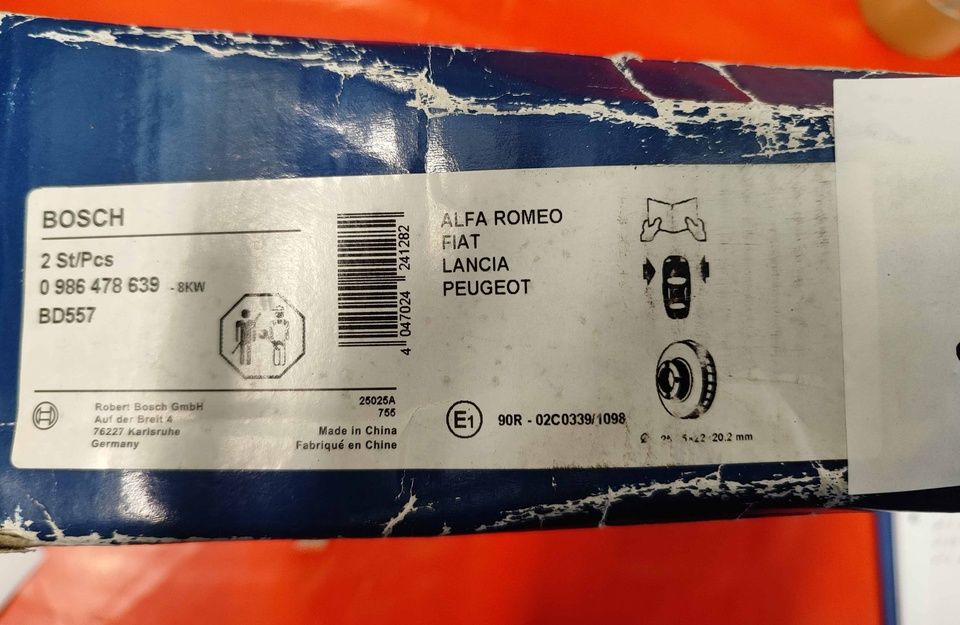 BOSCH
2 St/Pcs
0 986 478 639 - 8KW
BD557
Robert Bosch GmbH
Auf der Breit 4
76227 Karlsruhe
Germany
25025A
755
Made in China
Fabriqué en Chine
4 047024 241282
ALFA ROMEO
FIAT
LANCIA
PEUGEOT
E1
90R - 02C0339/1098
20.2 mm